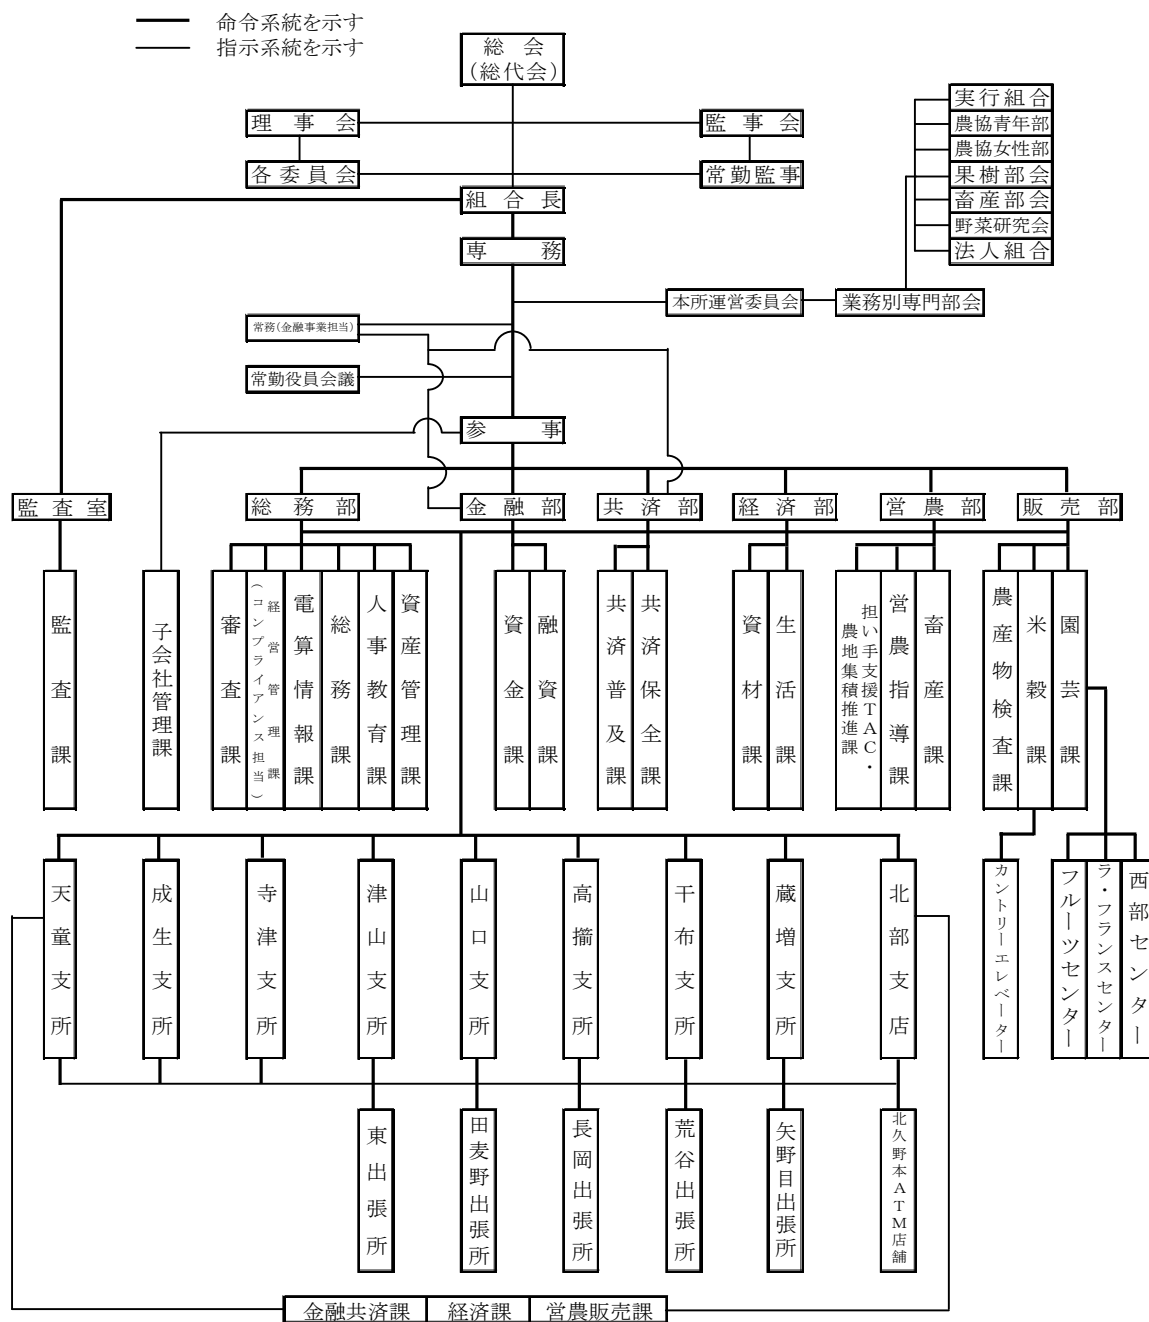 命令系統を示す
指示系統を示す
総会
(総代会)
理事会
監事会
各委員会
常勤監事
実行組合
農協青年部
農協女性部
果樹部会
畜産部会
野菜研究会
法人組合
組合長
専務
本所運営委員会
業務別専門部会
常務(金融事業担当)
常勤役員会議
参事
監査室
総務部
金融部
共済部
経済部
営農部
販売部
監査課
子会社管理課
審査課
経営管理課
(コンプライアンス担当)
電算情報課
総務課
人事教育課
資産管理課
資金課
融資課
共済普及課
共済保全課
資材課
生活課
担い手支援TAC・
農地集積推進課
営農指導課
畜産課
農産物検査課
米穀課
園芸課
天童支所
成生支所
寺津支所
津山支所
山口支所
高擶支所
干布支所
蔵増支所
北部支店
カントリーエレベーター
フルーツセンター
ラ・フランスセンター
西部センター
東出張所
田麦野出張所
長岡出張所
荒谷出張所
矢野目出張所
北久野本ATM店舗
金融共済課
経済課
営農販売課